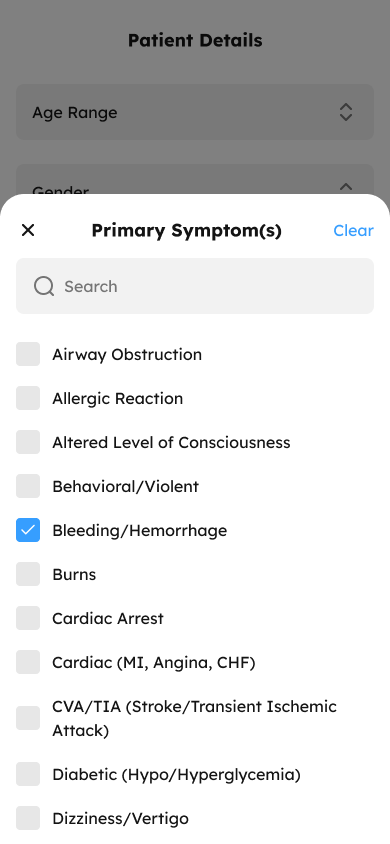 Patient Details
Age Range
Gender
Primary Symptom(s)
Clear
Search
Airway Obstruction
Allergic Reaction
Altered Level of Consciousness
Behavioral/Violent
Bleeding/Hemorrhage
Burns
Cardiac Arrest
Cardiac (MI, Angina, CHF)
CVA/TIA (Stroke/Transient Ischemic
Attack)
Diabetic (Hypo/Hyperglycemia)
Dizziness/Vertigo